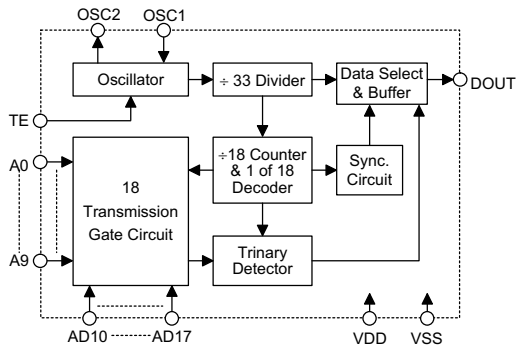 OSC2 OSC1
Oscillator
÷ 33 Divider
Data Select
& Buffer
DOUT
TE
A0
18
Transmission
Gate Circuit
÷18 Counter
& 1 of 18
Decoder
Sync.
Circuit
A9
Trinary
Detector
AD10 AD17
VDD
VSS